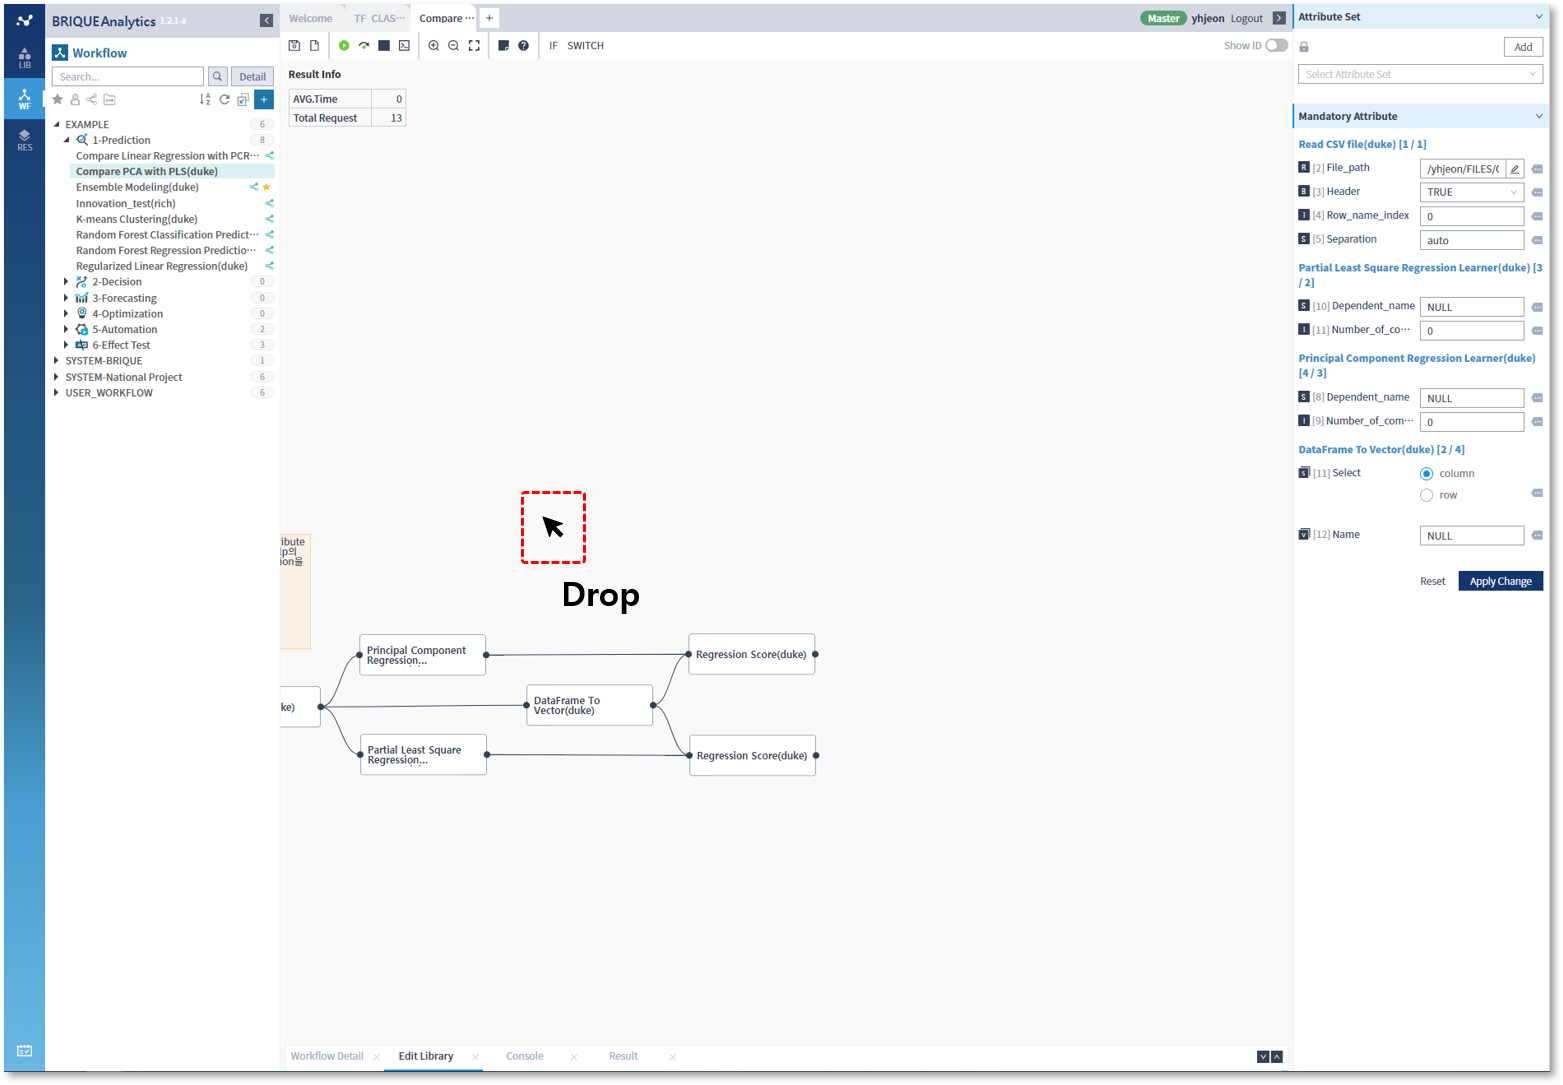 BRIQUEAnalytics 1.2.1-a
Welcome
TF CLAS···
Compare ···
+
Master yhjeon Logout
LIB
WF
RES
Workflow
Search...
Detail
EXAMPLE 6
1-Prediction 8
Compare Linear Regression with PCR···
Compare PCA with PLS(duke)
Ensemble Modeling(duke)
Innovation_test(rich)
K-means Clustering(duke)
Random Forest Classification Predict···
Random Forest Regression Predictio···
Regularized Linear Regression(duke)
2-Decision 0
3-Forecasting 0
4-Optimization 0
5-Automation 2
6-Effect Test 3
SYSTEM-BRIQUE 1
SYSTEM-National Project 6
USER_WORKFLOW 6
IF SWITCH
Show ID
Result Info
AVG.Time 0
Total Request 13
Drop
ibute
lp의
ion을
Principal Component
Regression...
Regression Score(duke)
ke)
DataFrame To
Vector(duke)
Partial Least Square
Regression...
Regression Score(duke)
Workflow Detail ×
Edit Library ×
Console ×
Result ×
Attribute Set
Add
Select Attribute Set
Mandatory Attribute
Read CSV file(duke) [1 / 1]
R [2] File_path /yhjeon/FILES/(
B [3] Header TRUE
I [4] Row_name_index 0
S [5] Separation auto
Partial Least Square Regression Learner(duke) [3
/ 2]
S [10] Dependent_name NULL
I [11] Number_of_co··· 0
Principal Component Regression Learner(duke)
[4 / 3]
S [8] Dependent_name NULL
I [9] Number_of_com··· 0
DataFrame To Vector(duke) [2 / 4]
S [11] Select column
row
V [12] Name NULL
Reset Apply Change